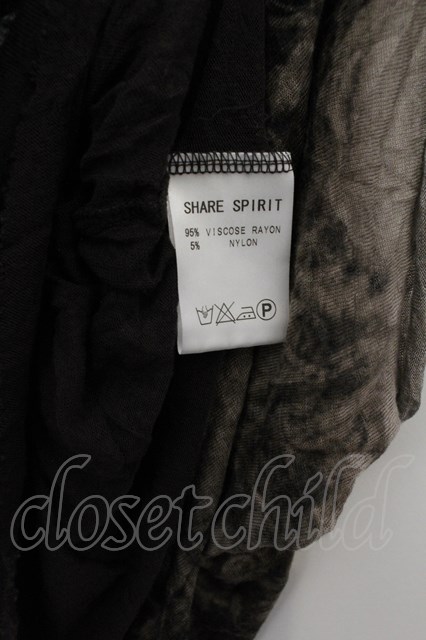 SHARE SPIRIT
95% VISCOSE RAYON
5% NYLON
P
closet child